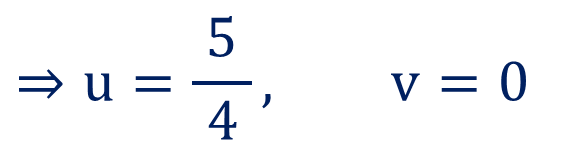 ⇒ u = 5/4, v = 0